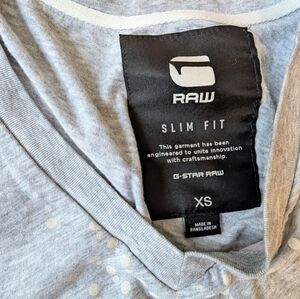 RAW
SLIM FIT
This garment has been
engineered to unite innovation
with craftsmanship.
G-STAR RAW
XS
MADE IN
BANGLADESH